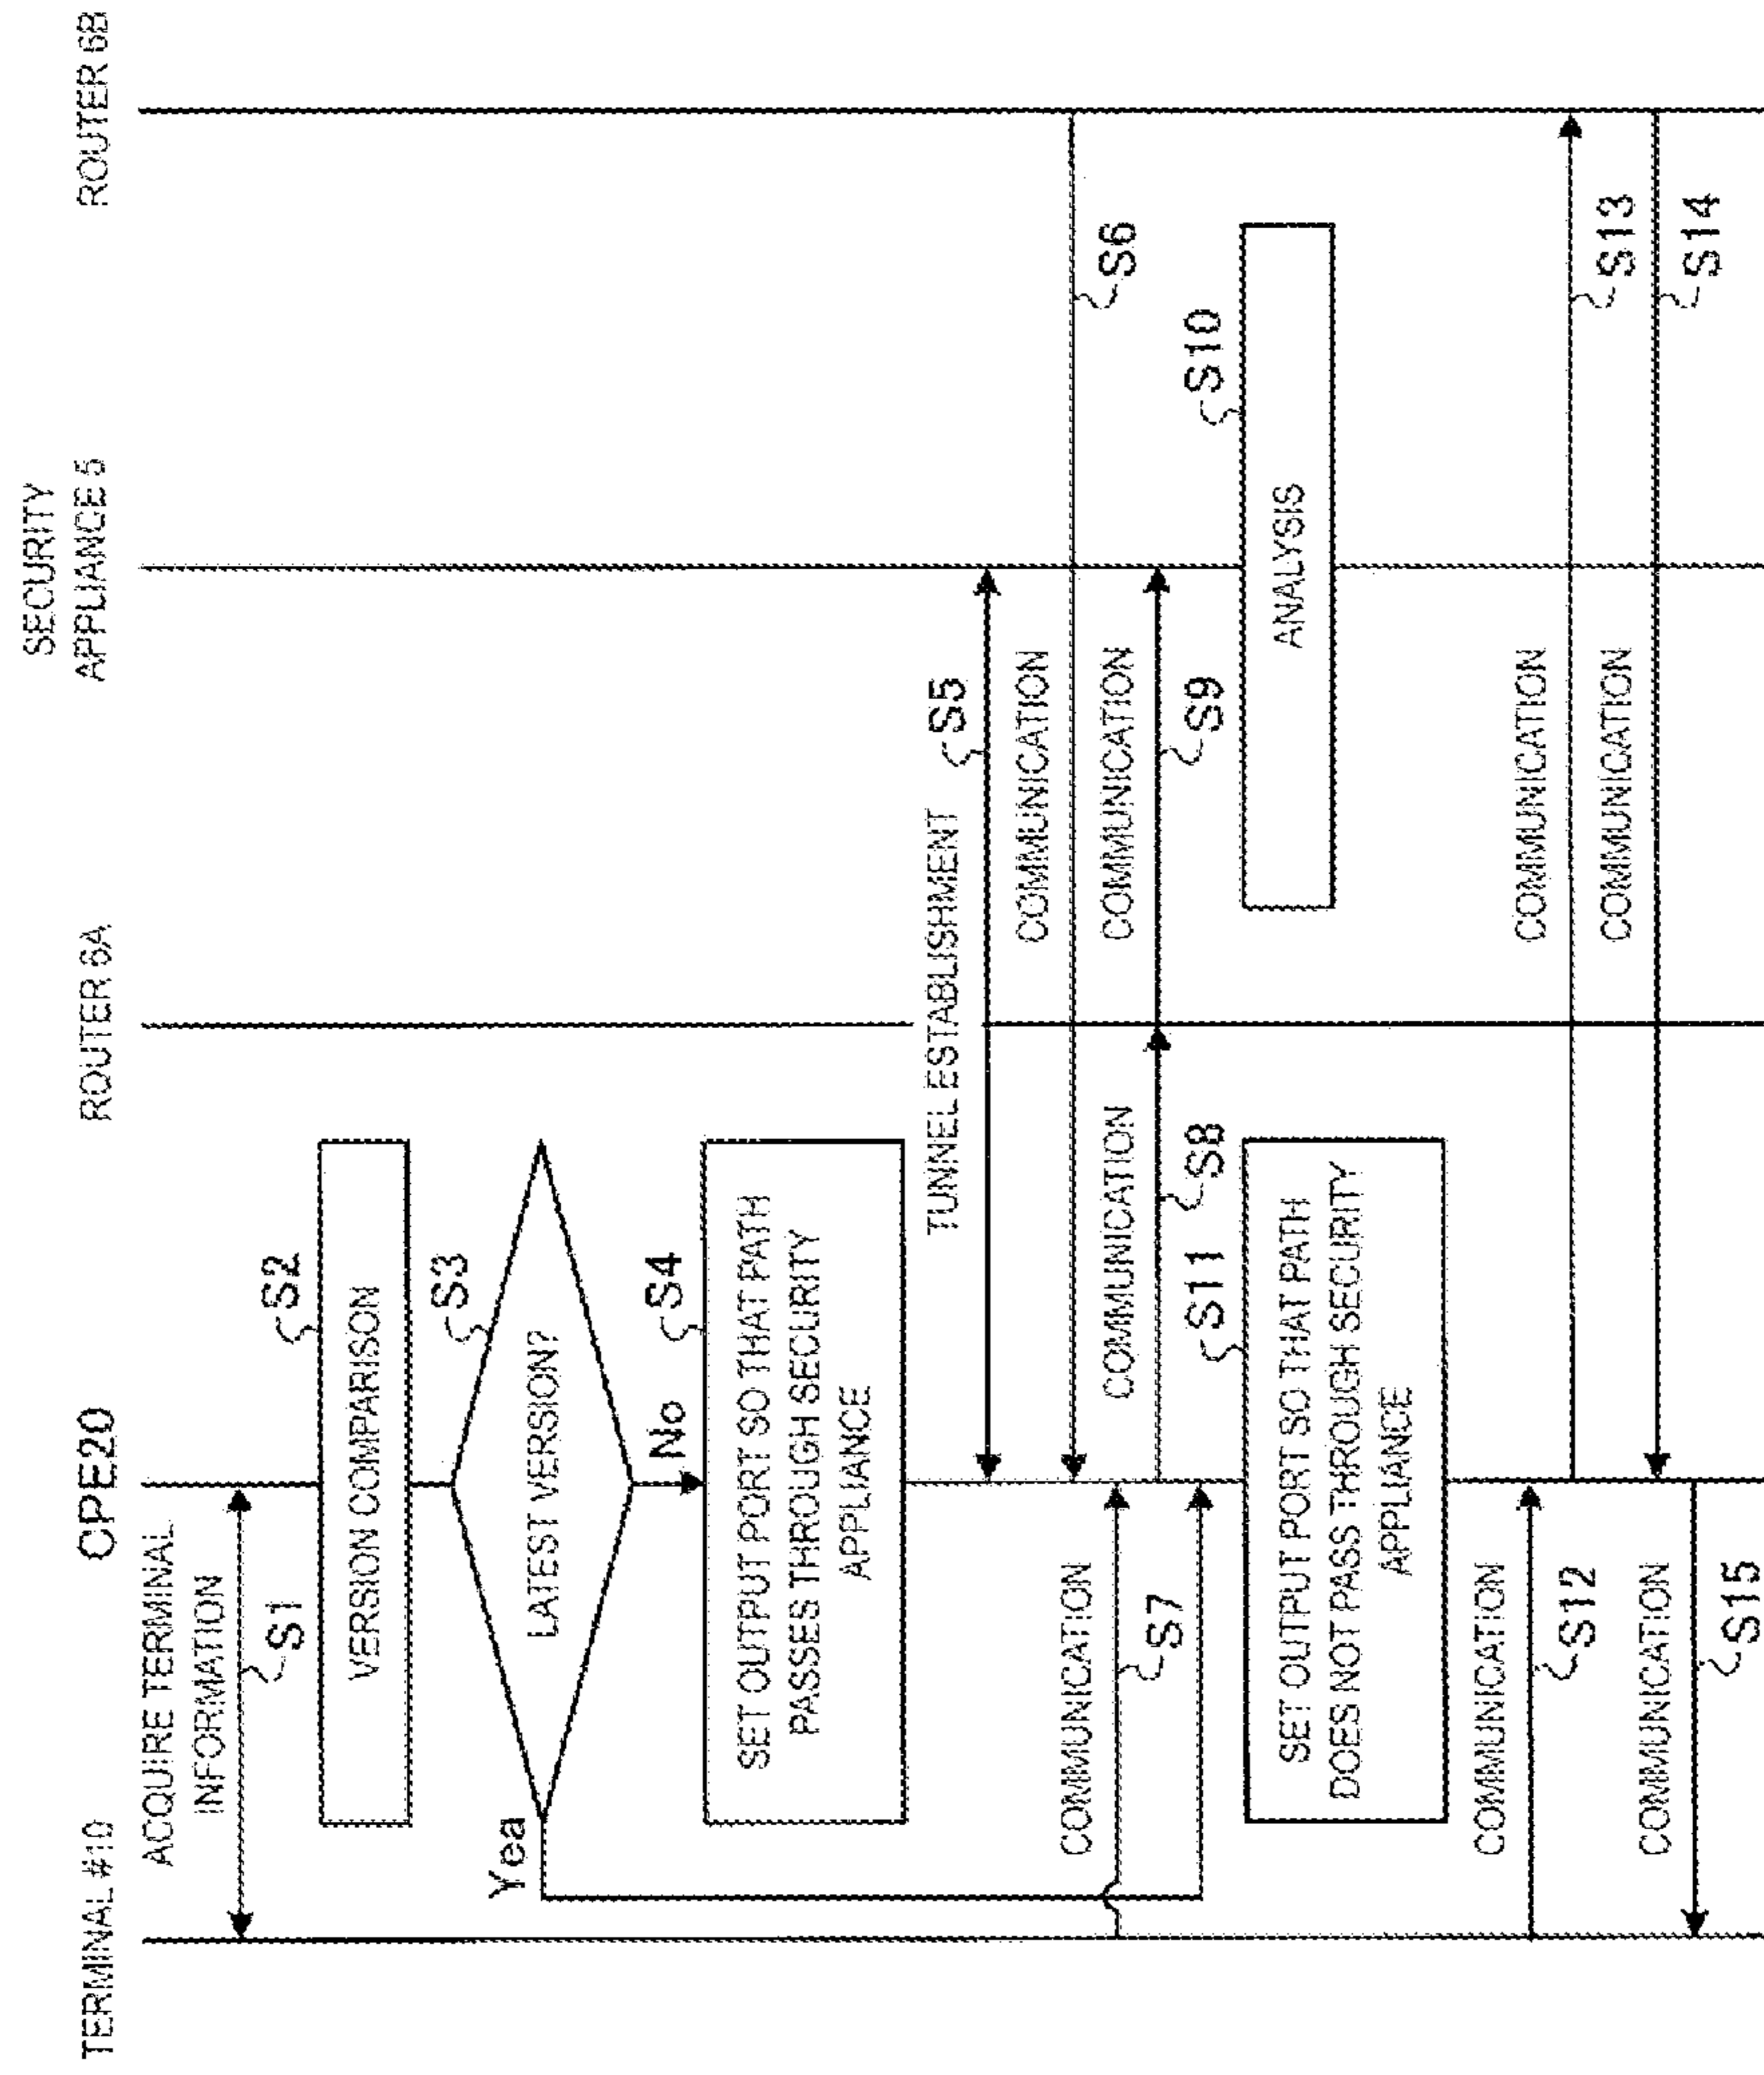 TERMINAL #10
CPE20
ROUTER 6A
SECURITY
APPLIANCE 5
ROUTER 6B
ACQUIRE TERMINAL
INFORMATION
S1
S2
VERSION COMPARISON
S3
LATEST VERSION?
Yea
No
S4
SET OUTPUT PORT SO THAT PATH
PASSES THROUGH SECURITY
APPLIANCE
TUNNEL ESTABLISHMENT
S5
COMMUNICATION
S6
COMMUNICATION
S7
COMMUNICATION
S8
COMMUNICATION
S9
S10
ANALYSIS
S11
SET OUTPUT PORT SO THAT PATH
DOES NOT PASS THROUGH SECURITY
APPLIANCE
COMMUNICATION
S12
COMMUNICATION
S13
COMMUNICATION
S14
COMMUNICATION
S15